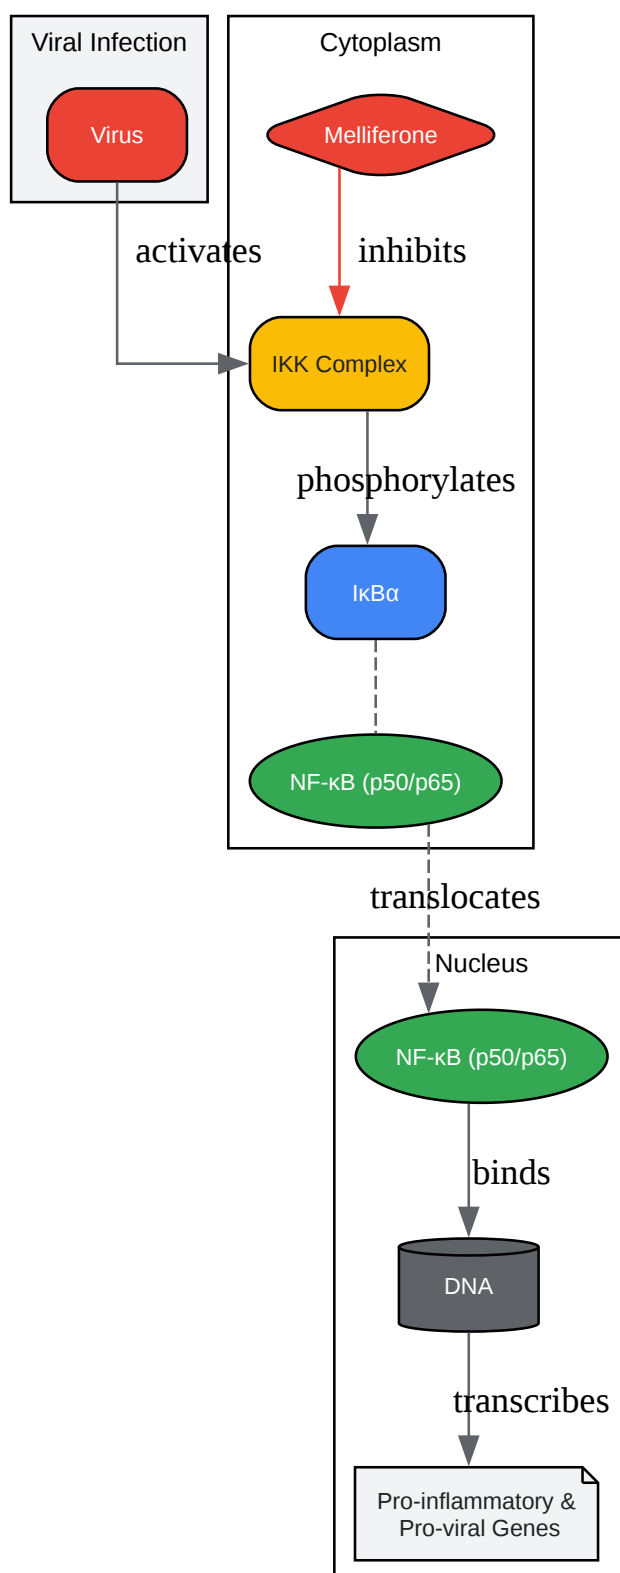 Viral Infection
Cytoplasm
Virus
Melliferone
activates
inhibits
IKK Complex
phosphorylates
IκBα
NF-κB (p50/p65)
translocates
Nucleus
NF-κB (p50/p65)
binds
DNA
transcribes
Pro-inflammatory &
Pro-viral Genes